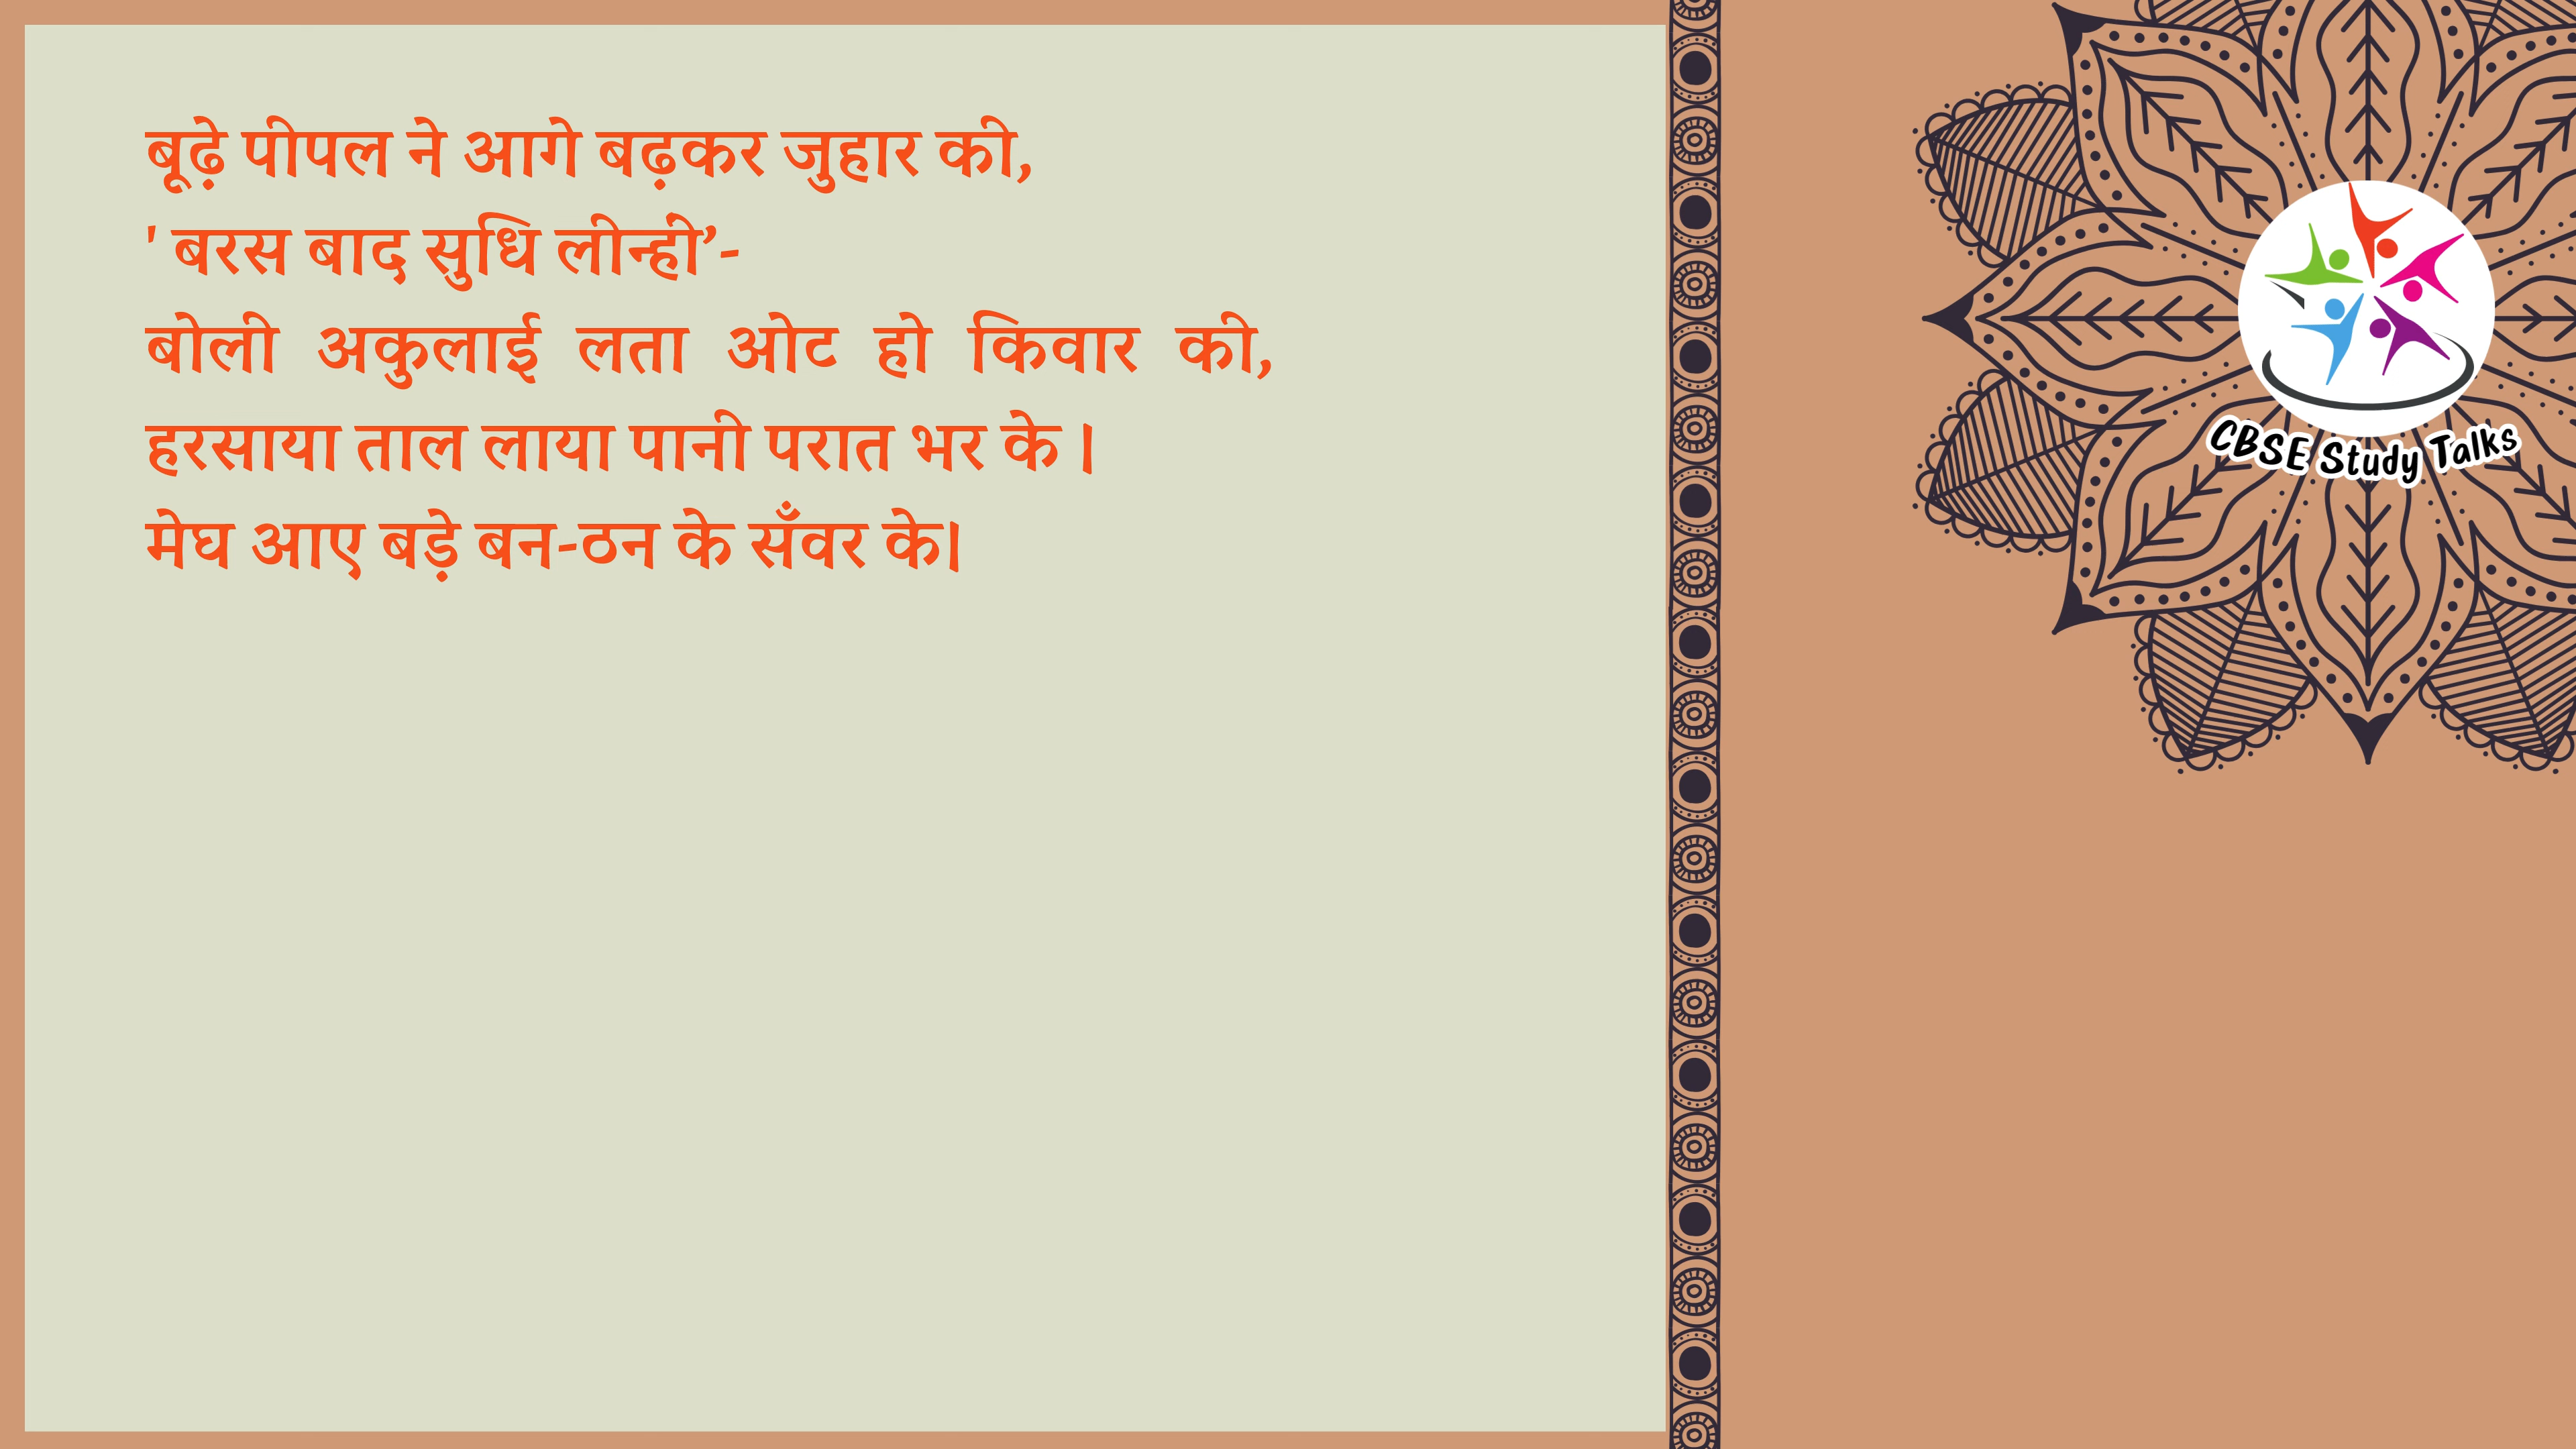 बूढ़े पीपल ने आगे बढ़कर जुहार की,
' बरस बाद सुधि लीन्ही’-
बोली अकुलाई लता ओट हो किवार की,
हरसाया ताल लाया पानी परात भर के।
मेघ आए बड़े बन-ठन के सँवर के।
CBSE Study Talks